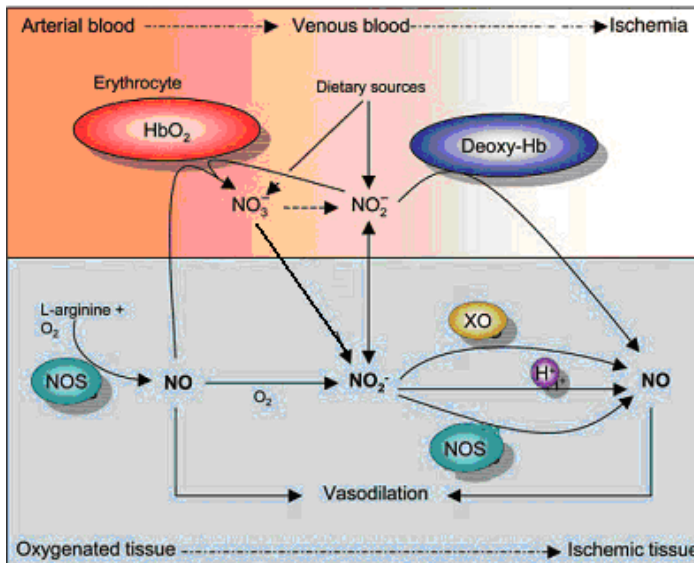 Arterial blood Venous blood Ischemia
Erythrocyte Dietary sources
HbO₂ Deoxy-Hb
NO₃⁻ NO₂⁻
L-arginine +
O₂
XO
NOS NO O₂ NO₂⁻ H⁺ NO
NOS
Vasodilation
Oxygenated tissue Ischemic tissue